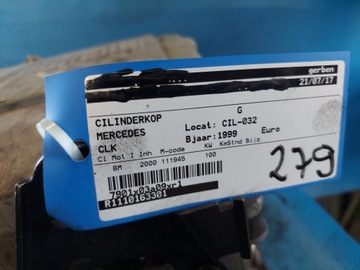 gerben
21/07/17
G
CILINDERKOP
MERCEDES Locat: CIL-032
CLK Bjaar:1999 Euro
Cl Mot I Inh M-code KW KmStnd Bijz
BM 2000 111945 100
7901x03a09xr1
R1110163301
279